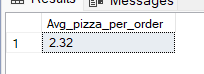 Results Messages
Avg_pizza_per_order
1 2.32